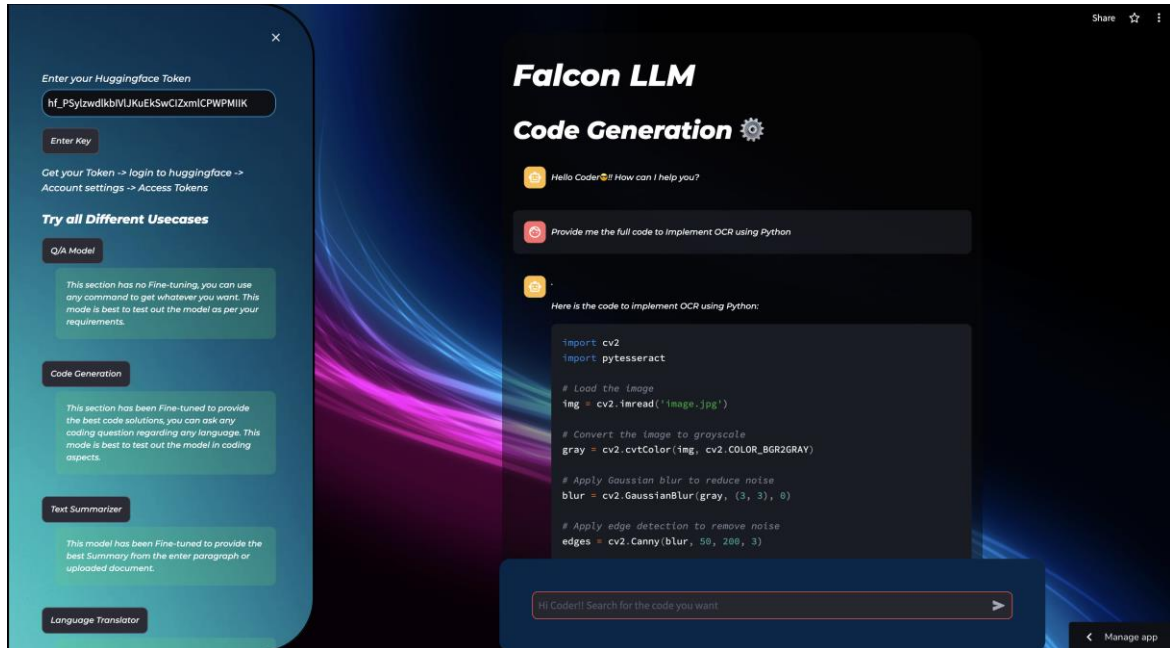 Share
Enter your Huggingface Token
Enter Key
Get your Token -> login to huggingface ->
Account settings -> Access Tokens
Try all Different Usecases
Q/A Model
This section has no Fine-tuning, you can use
any command to get whatever you want. This
mode is best to test out the model as per your
requirements.
Code Generation
This section has been Fine-tuned to provide
the best code solutions, you can ask any
coding question regarding any language. This
mode is best to test out the model in coding
aspects.
Text Summarizer
This model has been Fine-tuned to provide the
best Summary from the enter paragraph or
uploaded document.
Language Translator
Falcon LLM
Code Generation ⚙️
Hello Coder😎!! How can I help you?
Provide me the full code to Implement OCR using Python
.
Here is the code to implement OCR using Python:
import cv2
import pytesseract
# Load the image
img = cv2.imread('image.jpg')
# Convert the image to grayscale
gray = cv2.cvtColor(img, cv2.COLOR_BGR2GRAY)
# Apply Gaussian blur to reduce noise
blur = cv2.GaussianBlur(gray, (3, 3), 0)
# Apply edge detection to remove noise
edges = cv2.Canny(blur, 50, 200, 3)
Hi Coder!! Search for the code you want
Manage app